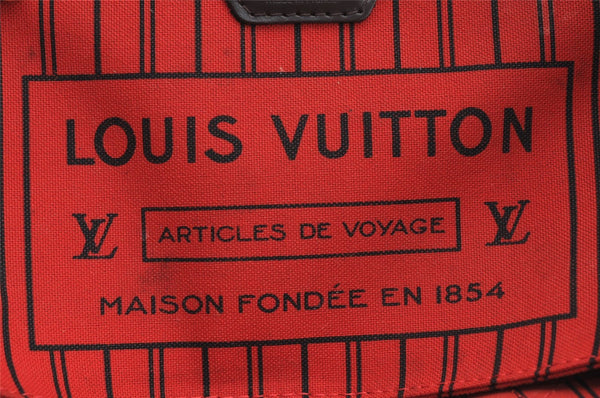 LOUIS VUITTON
LV ARTICLES DE VOYAGE LV
MAISON FONDÉE EN 1854